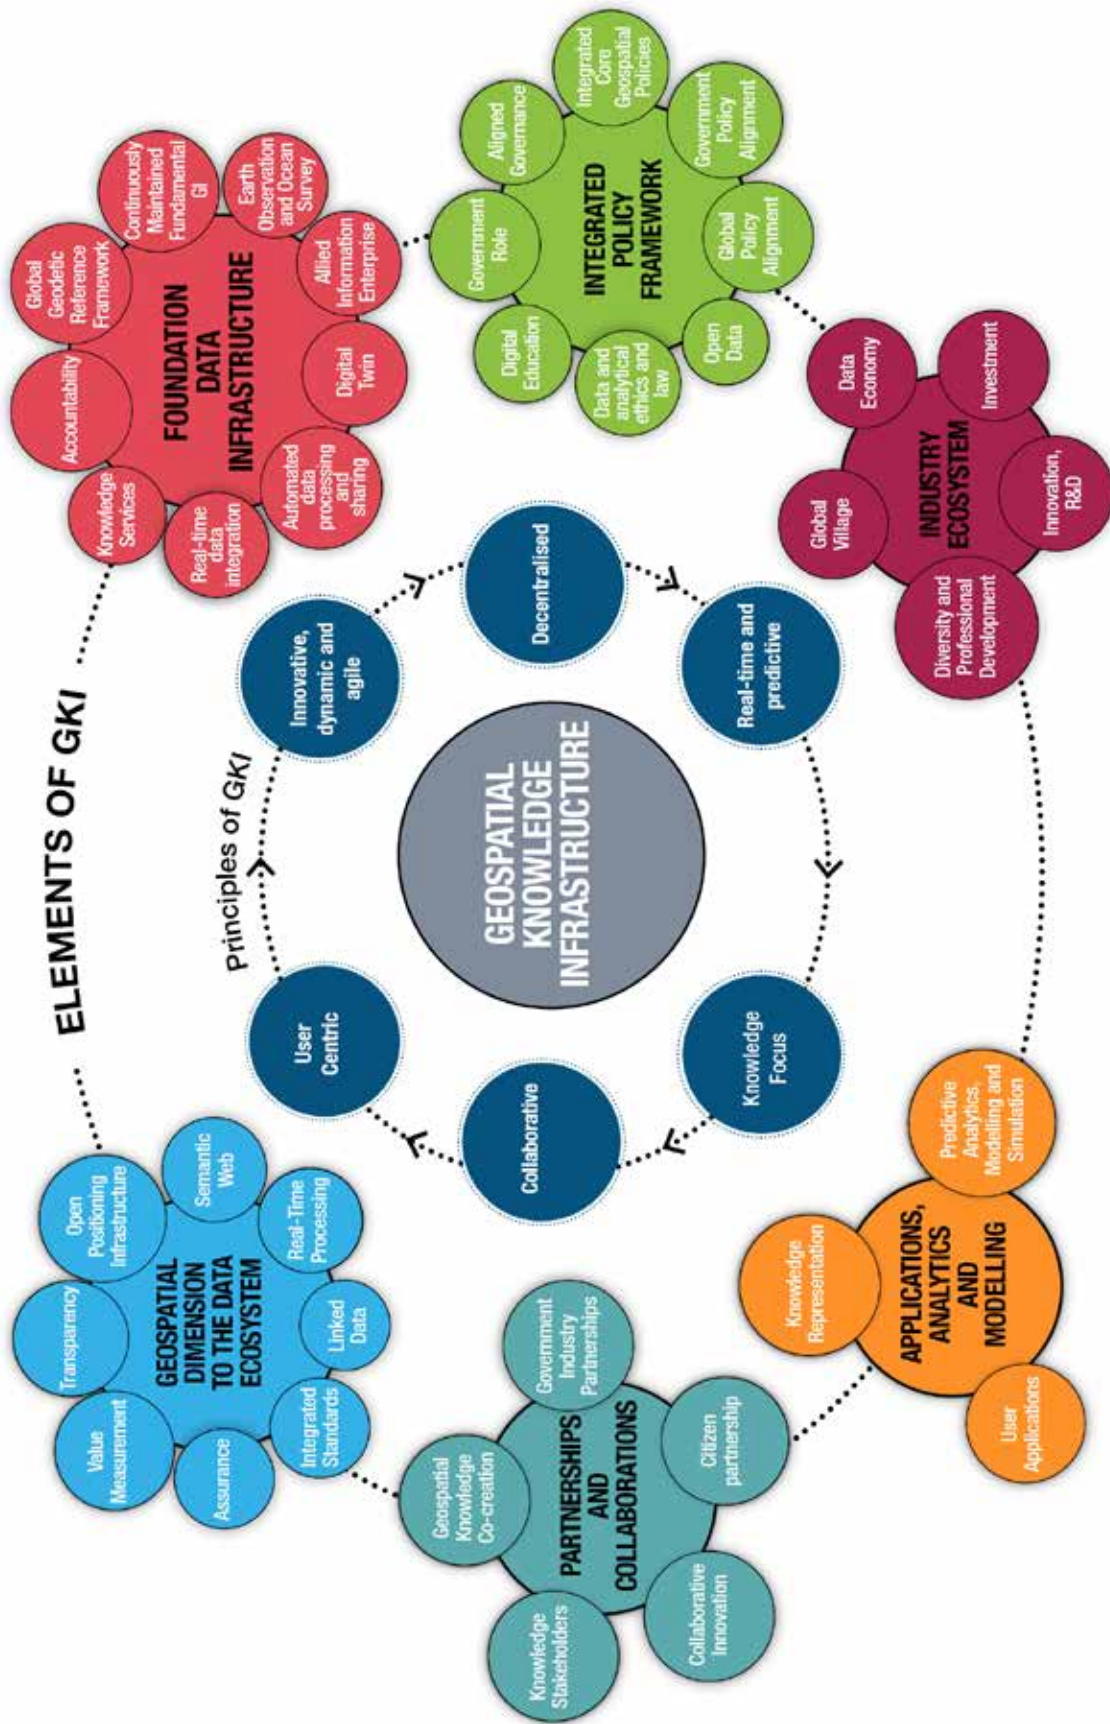 ELEMENTS OF GKI
Principles of GKI
GEOSPATIAL
KNOWLEDGE
INFRASTRUCTURE
User
Centric
Innovative,
dynamic and
agile
Decentralised
Real-time and
predictive
Knowledge
Focus
Collaborative
FOUNDATION
DATA
INFRASTRUCTURE
Knowledge
Services
Accountability
Global
Geodetic
Reference
Framework
Continuously
Maintained
Fundamental
GI
Earth
Observation
and Ocean
Survey
Allied
Information
Enterprise
Digital
Twin
Automated
data
processing
and
sharing
Real-time
data
integration
INTEGRATED
POLICY
FRAMEWORK
Digital
Education
Government
Role
Aligned
Governance
Integrated
Core
Geospatial
Policies
Government
Policy
Alignment
Global
Policy
Alignment
Open
Data
Data and
analytical
ethics and
law
INDUSTRY
ECOSYSTEM
Global
Village
Data
Economy
Investment
Innovation,
R&D
Diversity and
Professional
Development
APPLICATIONS,
ANALYTICS
AND
MODELLING
Knowledge
Representation
Predictive
Analytics,
Modelling and
Simulation
User
Applications
PARTNERSHIPS
AND
COLLABORATIONS
Geospatial
Knowledge
Co-creation
Government
Industry
Partnerships
Citizen
partnership
Collaborative
Innovation
Knowledge
Stakeholders
GEOSPATIAL
DIMENSION
TO THE DATA
ECOSYSTEM
Value
Measurement
Transparency
Open
Positioning
Infrastructure
Semantic
Web
Real-Time
Processing
Linked
Data
Integrated
Standards
Assurance